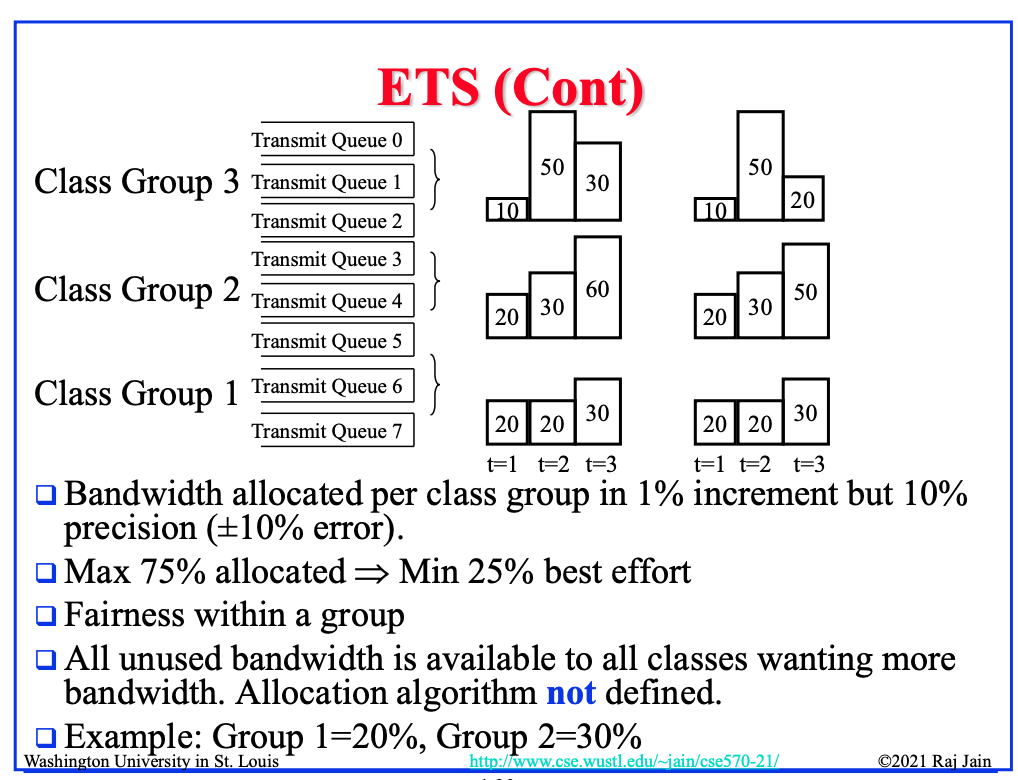 ETS (Cont)
Transmit Queue 0
Class Group 3
Transmit Queue 1
Transmit Queue 2
Transmit Queue 3
Class Group 2
Transmit Queue 4
Transmit Queue 5
Class Group 1
Transmit Queue 6
Transmit Queue 7
10 50 30
10 50 20
20 30 60
20 30 50
20 20 30
20 20 30
t=1 t=2 t=3
t=1 t=2 t=3
Bandwidth allocated per class group in 1% increment but 10%
precision (±10% error).
Max 75% allocated ⇒ Min 25% best effort
Fairness within a group
All unused bandwidth is available to all classes wanting more
bandwidth. Allocation algorithm not defined.
Example: Group 1=20%, Group 2=30%
Washington University in St. Louis
http://www.cse.wustl.edu/~jain/cse570-21/
©2021 Raj Jain